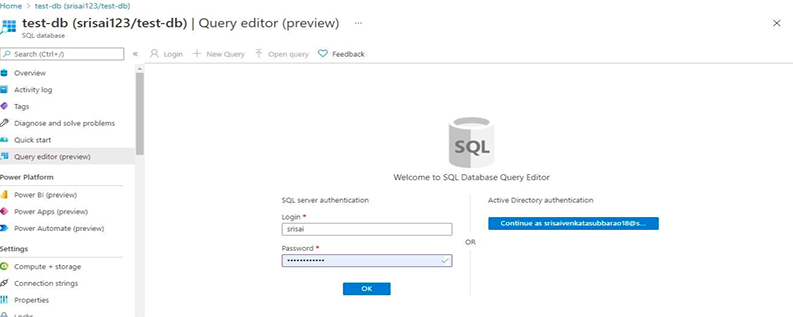 Home > test-db (srisai123/test-db)
test-db (srisai123/test-db) | Query editor (preview) ...
SQL database
Search (Ctrl+/)
«
Login
New Query
Open query
Feedback
Overview
Activity log
Tags
Diagnose and solve problems
Quick start
Query editor (preview)
Power Platform
Power BI (preview)
Power Apps (preview)
Power Automate (preview)
Settings
Compute + storage
Connection strings
Properties
Locks
SQL
Welcome to SQL Database Query Editor
SQL server authentication
Login *
srisai
Password *
••••••••••••
OK
OR
Active Directory authentication
Continue as srisaivenkatasubbarao18@s...